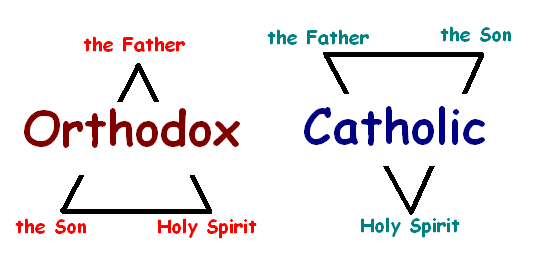 the Father
Orthodox
the Son
Holy Spirit
the Father
the Son
Catholic
Holy Spirit